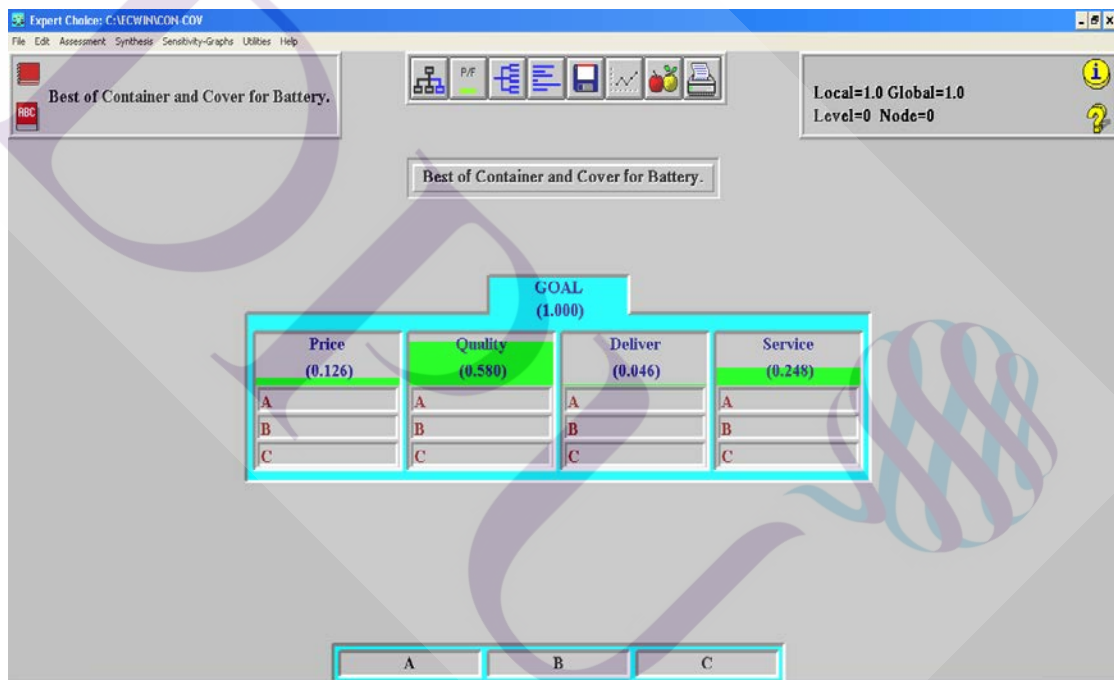 Expert Choice: C:\ECWIN\CON-COV
File Edit Assessment Synthesis Sensitivity-Graphs Utilities Help
Best of Container and Cover for Battery.
ABC
P/F
Local=1.0 Global=1.0
Level=0 Node=0
i
?
Best of Container and Cover for Battery.
GOAL
(1.000)
Price Quality Deliver Service
(0.126) (0.580) (0.046) (0.248)
A A A A
B B B B
C C C C
A B C
DPU